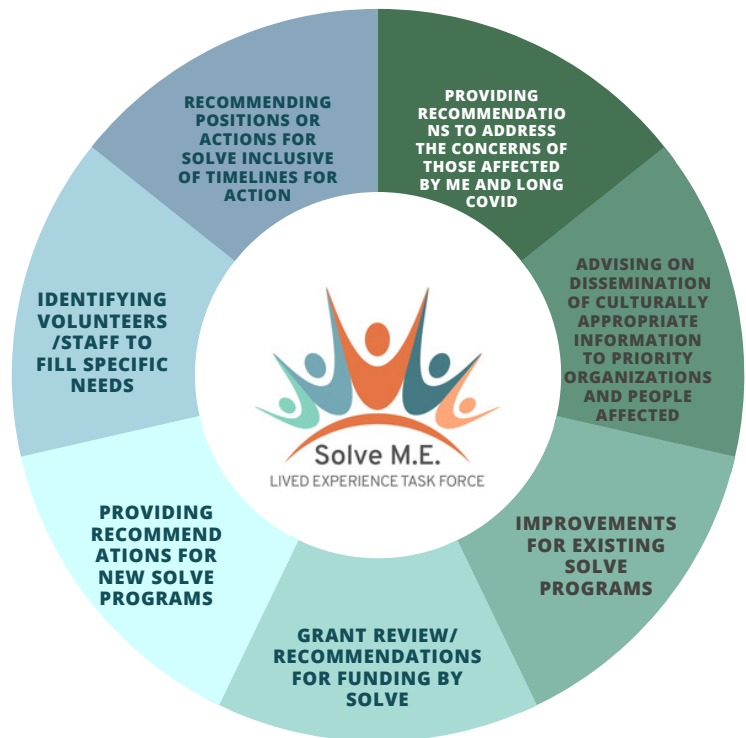 PROVIDING
RECOMMENDATIO
NS TO ADDRESS
THE CONCERNS OF
THOSE AFFECTED
BY ME AND LONG
COVID
ADVISING ON
DISSEMINATION
OF CULTURALLY
APPROPRIATE
INFORMATION
TO PRIORITY
ORGANIZATIONS
AND PEOPLE
AFFECTED
IMPROVEMENTS
FOR EXISTING
SOLVE
PROGRAMS
GRANT REVIEW/
RECOMMENDATIONS
FOR FUNDING BY
SOLVE
PROVIDING
RECOMMEND
ATIONS FOR
NEW SOLVE
PROGRAMS
IDENTIFYING
VOLUNTEERS
/STAFF TO
FILL SPECIFIC
NEEDS
RECOMMENDING
POSITIONS OR
ACTIONS FOR
SOLVE INCLUSIVE
OF TIMELINES FOR
ACTION
Solve M.E.
LIVED EXPERIENCE TASK FORCE